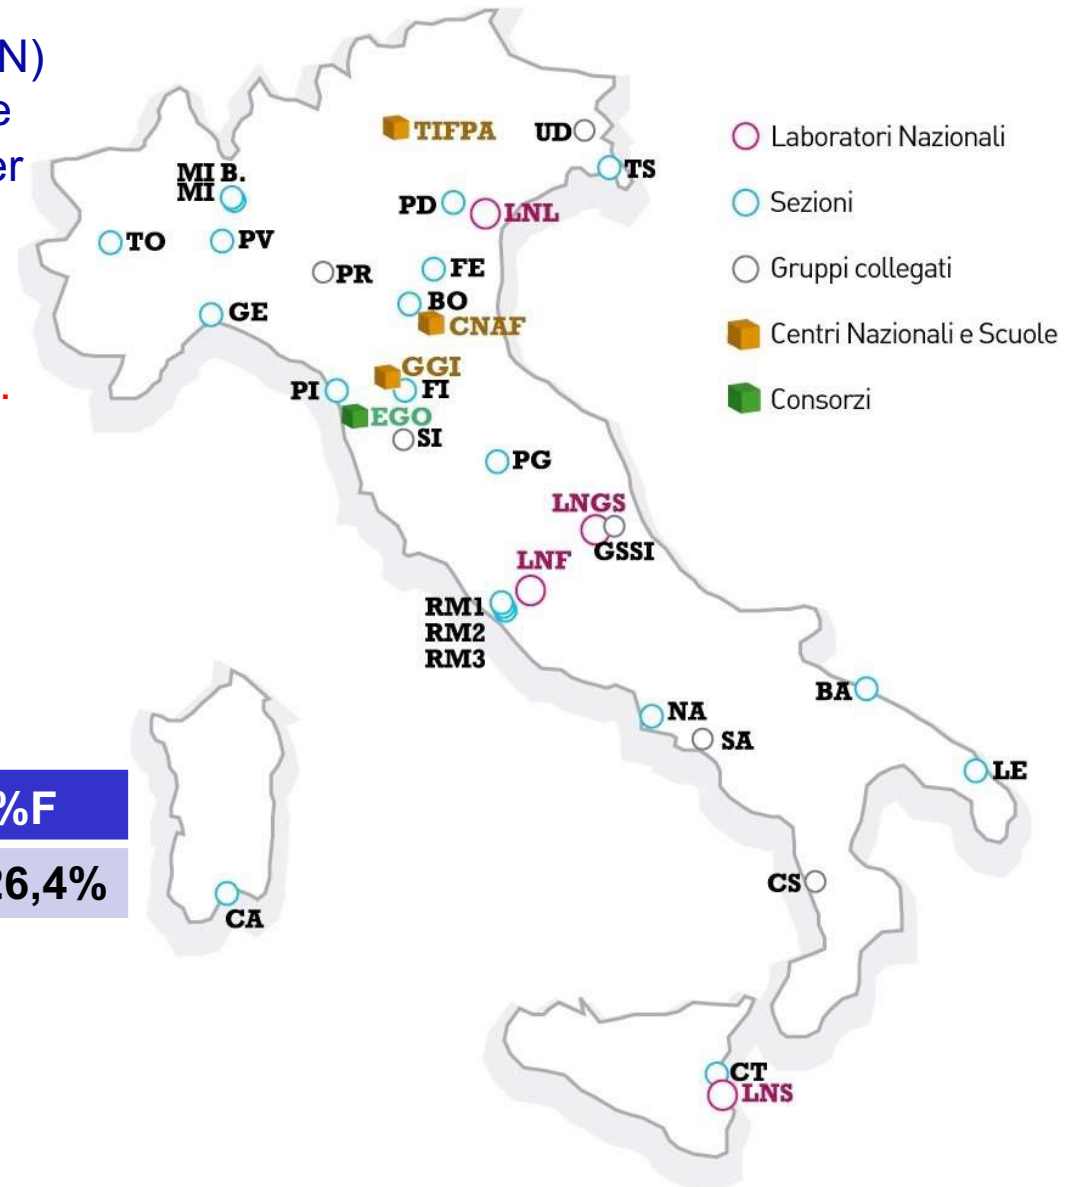 N)
e
er
.
%F
26,4%
TIFPA
UD
TS
MI B.
MI
PD
LNL
TO
PV
PR
FE
BO
CNAF
GE
GGI
PI
FI
EGO
SI
PG
LNGS
GSSI
LNF
RM1
RM2
RM3
BA
NA
SA
LE
CS
CA
CT
LNS
Laboratori Nazionali
Sezioni
Gruppi collegati
Centri Nazionali e Scuole
Consorzi